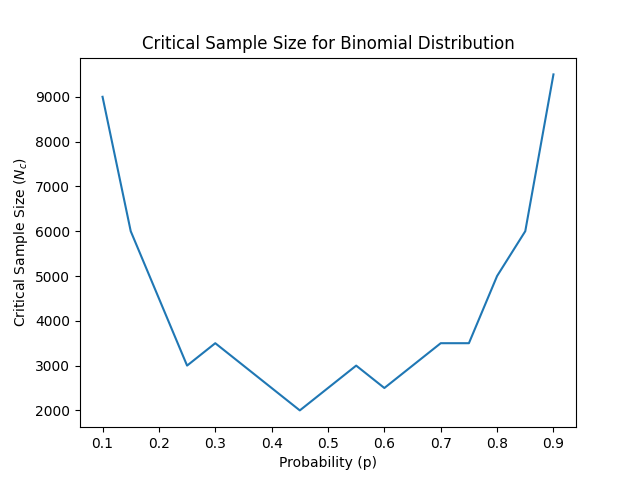 Critical Sample Size for Binomial Distribution
9000
8000
7000
6000
5000
4000
3000
2000
Critical Sample Size ($N_c$)
0.1 0.2 0.3 0.4 0.5 0.6 0.7 0.8 0.9
Probability (p)